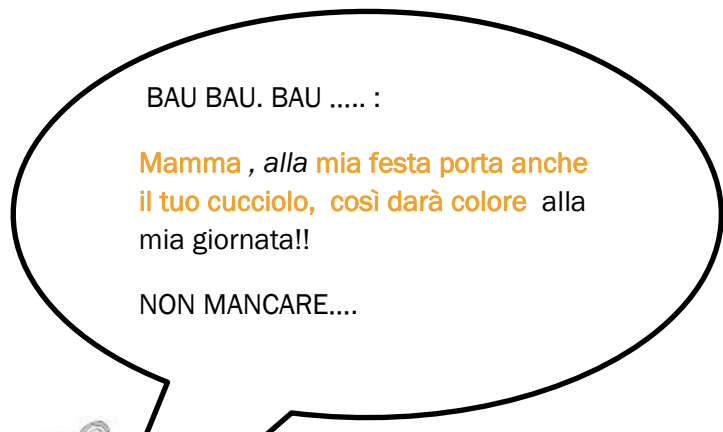 BAU BAU. BAU ..... :
Mamma , alla mia festa porta anche
il tuo cucciolo, così darà colore alla
mia giornata!!
NON MANCARE....